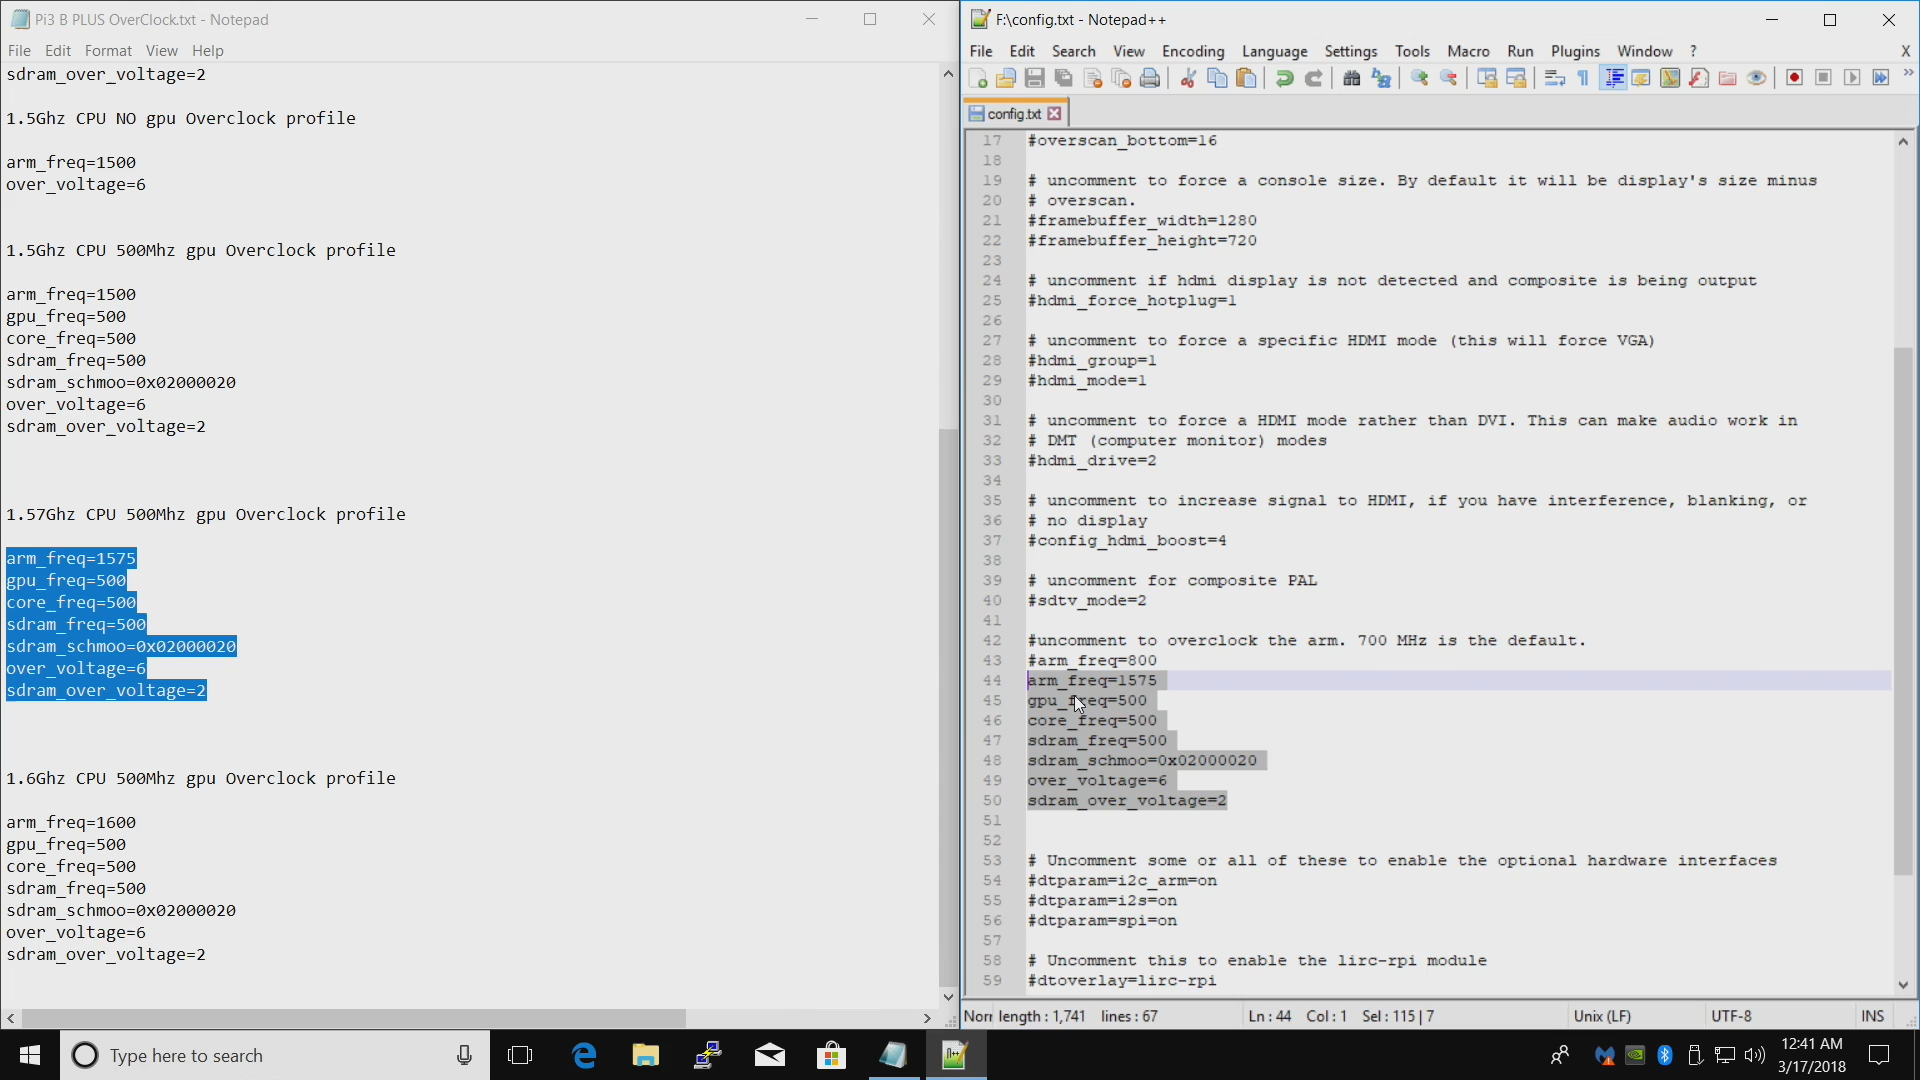 Pi3 B PLUS OverClock.txt - Notepad
File Edit Format View Help
sdram_over_voltage=2
1.5Ghz CPU NO gpu Overclock profile
arm_freq=1500
over_voltage=6
1.5Ghz CPU 500Mhz gpu Overclock profile
arm_freq=1500
gpu_freq=500
core_freq=500
sdram_freq=500
sdram_schmoo=0x02000020
over_voltage=6
sdram_over_voltage=2
1.57Ghz CPU 500Mhz gpu Overclock profile
arm_freq=1575
gpu_freq=500
core_freq=500
sdram_freq=500
sdram_schmoo=0x02000020
over_voltage=6
sdram_over_voltage=2
1.6Ghz CPU 500Mhz gpu Overclock profile
arm_freq=1600
gpu_freq=500
core_freq=500
sdram_freq=500
sdram_schmoo=0x02000020
over_voltage=6
sdram_over_voltage=2
F:\config.txt - Notepad++
File Edit Search View Encoding Language Settings Tools Macro Run Plugins Window ? X
config.txt
17 #overscan_bottom=16
18
19 # uncomment to force a console size. By default it will be display's size minus
20 # overscan.
21 #framebuffer_width=1280
22 #framebuffer_height=720
23
24 # uncomment if hdmi display is not detected and composite is being output
25 #hdmi_force_hotplug=1
26
27 # uncomment to force a specific HDMI mode (this will force VGA)
28 #hdmi_group=1
29 #hdmi_mode=1
30
31 # uncomment to force a HDMI mode rather than DVI. This can make audio work in
32 # DMT (computer monitor) modes
33 #hdmi_drive=2
34
35 # uncomment to increase signal to HDMI, if you have interference, blanking, or
36 # no display
37 #config_hdmi_boost=4
38
39 # uncomment for composite PAL
40 #sdtv_mode=2
41
42 #uncomment to overclock the arm. 700 MHz is the default.
43 #arm_freq=800
44 arm_freq=1575
45 gpu_freq=500
46 core_freq=500
47 sdram_freq=500
48 sdram_schmoo=0x02000020
49 over_voltage=6
50 sdram_over_voltage=2
51
52
53 # Uncomment some or all of these to enable the optional hardware interfaces
54 #dtparam=i2c_arm=on
55 #dtparam=i2s=on
56 #dtparam=spi=on
57
58 # Uncomment this to enable the lirc-rpi module
59 #dtoverlay=lirc-rpi
Norr length : 1,741 lines : 67 Ln : 44 Col : 1 Sel : 115 | 7 Unix (LF) UTF-8 INS
Type here to search
12:41 AM
3/17/2018